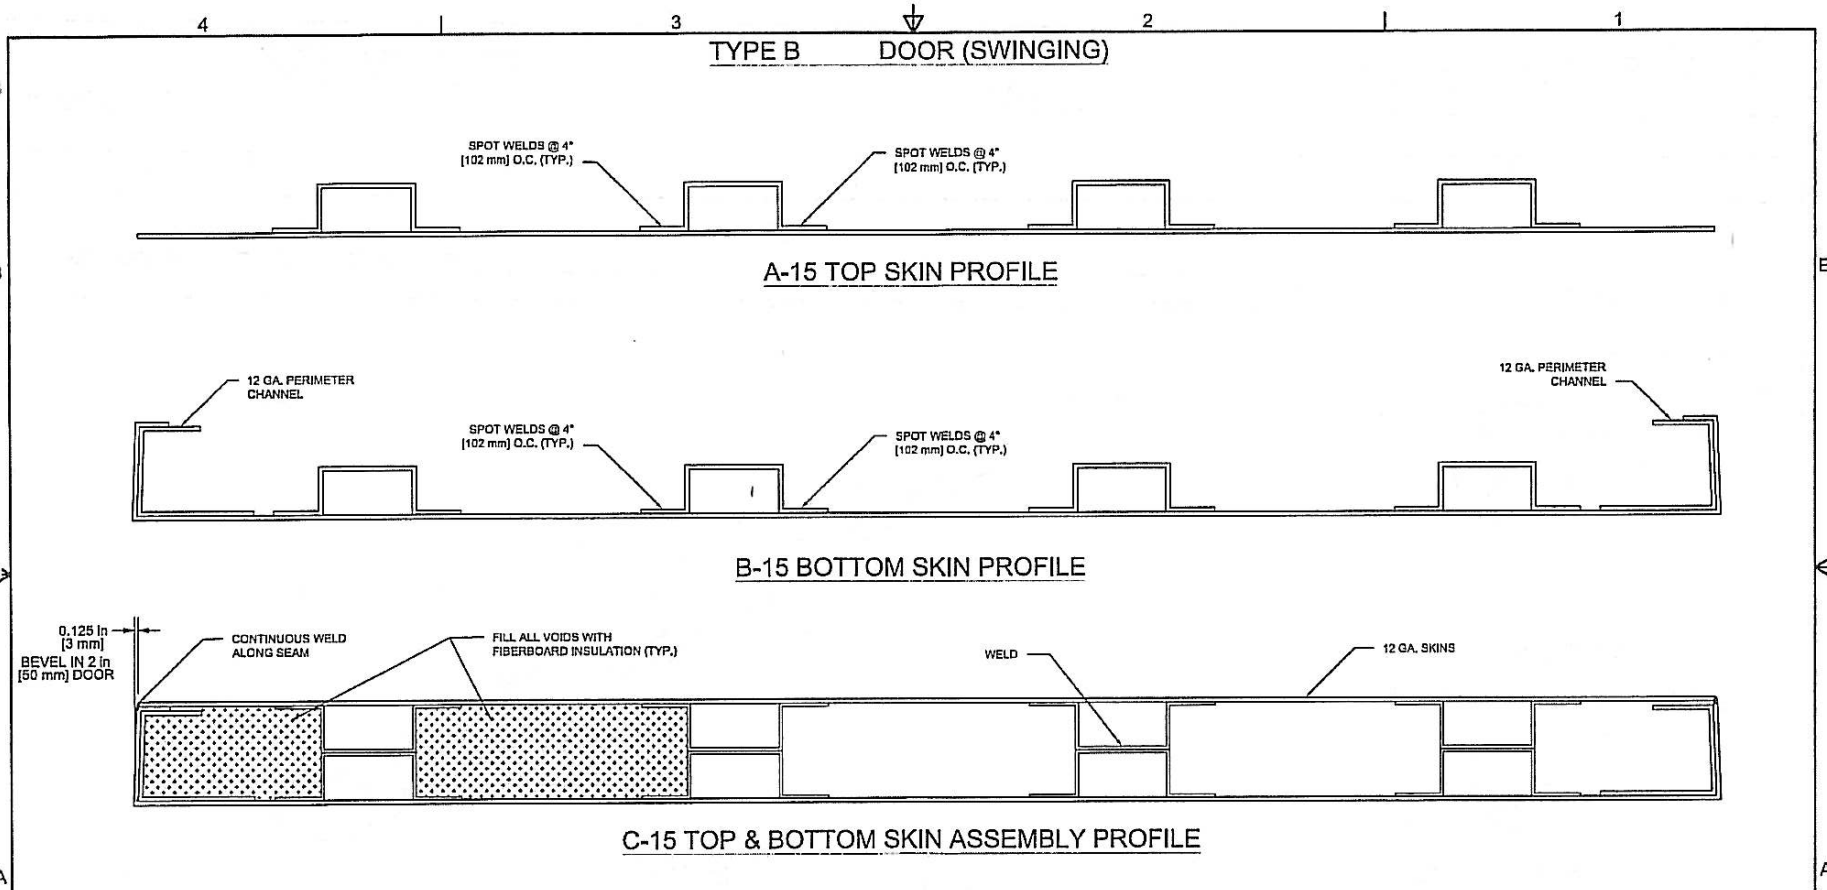 4 3 2 1
TYPE B DOOR (SWINGING)
SPOT WELDS @ 4"
[102 mm] O.C. (TYP.)
SPOT WELDS @ 4"
[102 mm] O.C. (TYP.)
A-15 TOP SKIN PROFILE
12 GA. PERIMETER
CHANNEL
12 GA. PERIMETER
CHANNEL
SPOT WELDS @ 4"
[102 mm] O.C. (TYP.)
SPOT WELDS @ 4"
[102 mm] O.C. (TYP.)
B-15 BOTTOM SKIN PROFILE
0.125 in
[3 mm]
BEVEL IN 2 in
[50 mm] DOOR
CONTINUOUS WELD
ALONG SEAM
FILL ALL VOIDS WITH
FIBERBOARD INSULATION (TYP.)
WELD
12 GA. SKINS
C-15 TOP & BOTTOM SKIN ASSEMBLY PROFILE
A